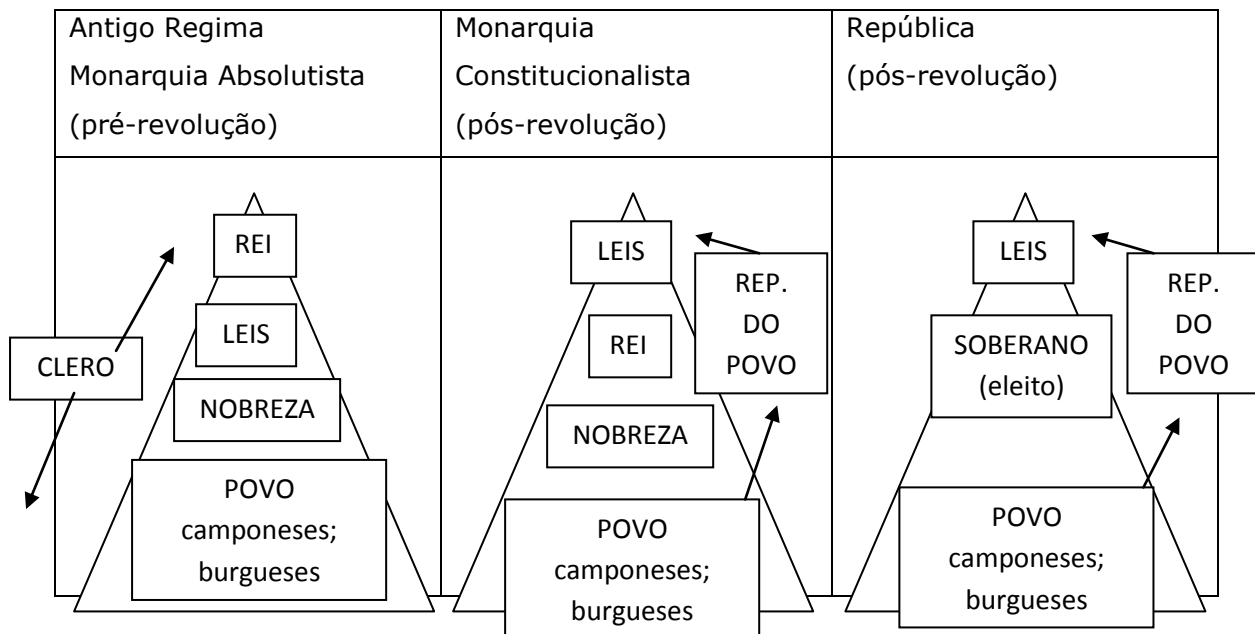 Antigo Regima
Monarquia Absolutista
(pré-revolução)
Monarquia
Constitucionalista
(pós-revolução)
República
(pós-revolução)
REI
LEIS
CLERO
NOBREZA
POVO
camponeses;
burgueses
LEIS
REP.
DO
POVO
REI
NOBREZA
POVO
camponeses;
burgueses
LEIS
REP.
DO
POVO
SOBERANO
(eleito)
POVO
camponeses;
burgueses